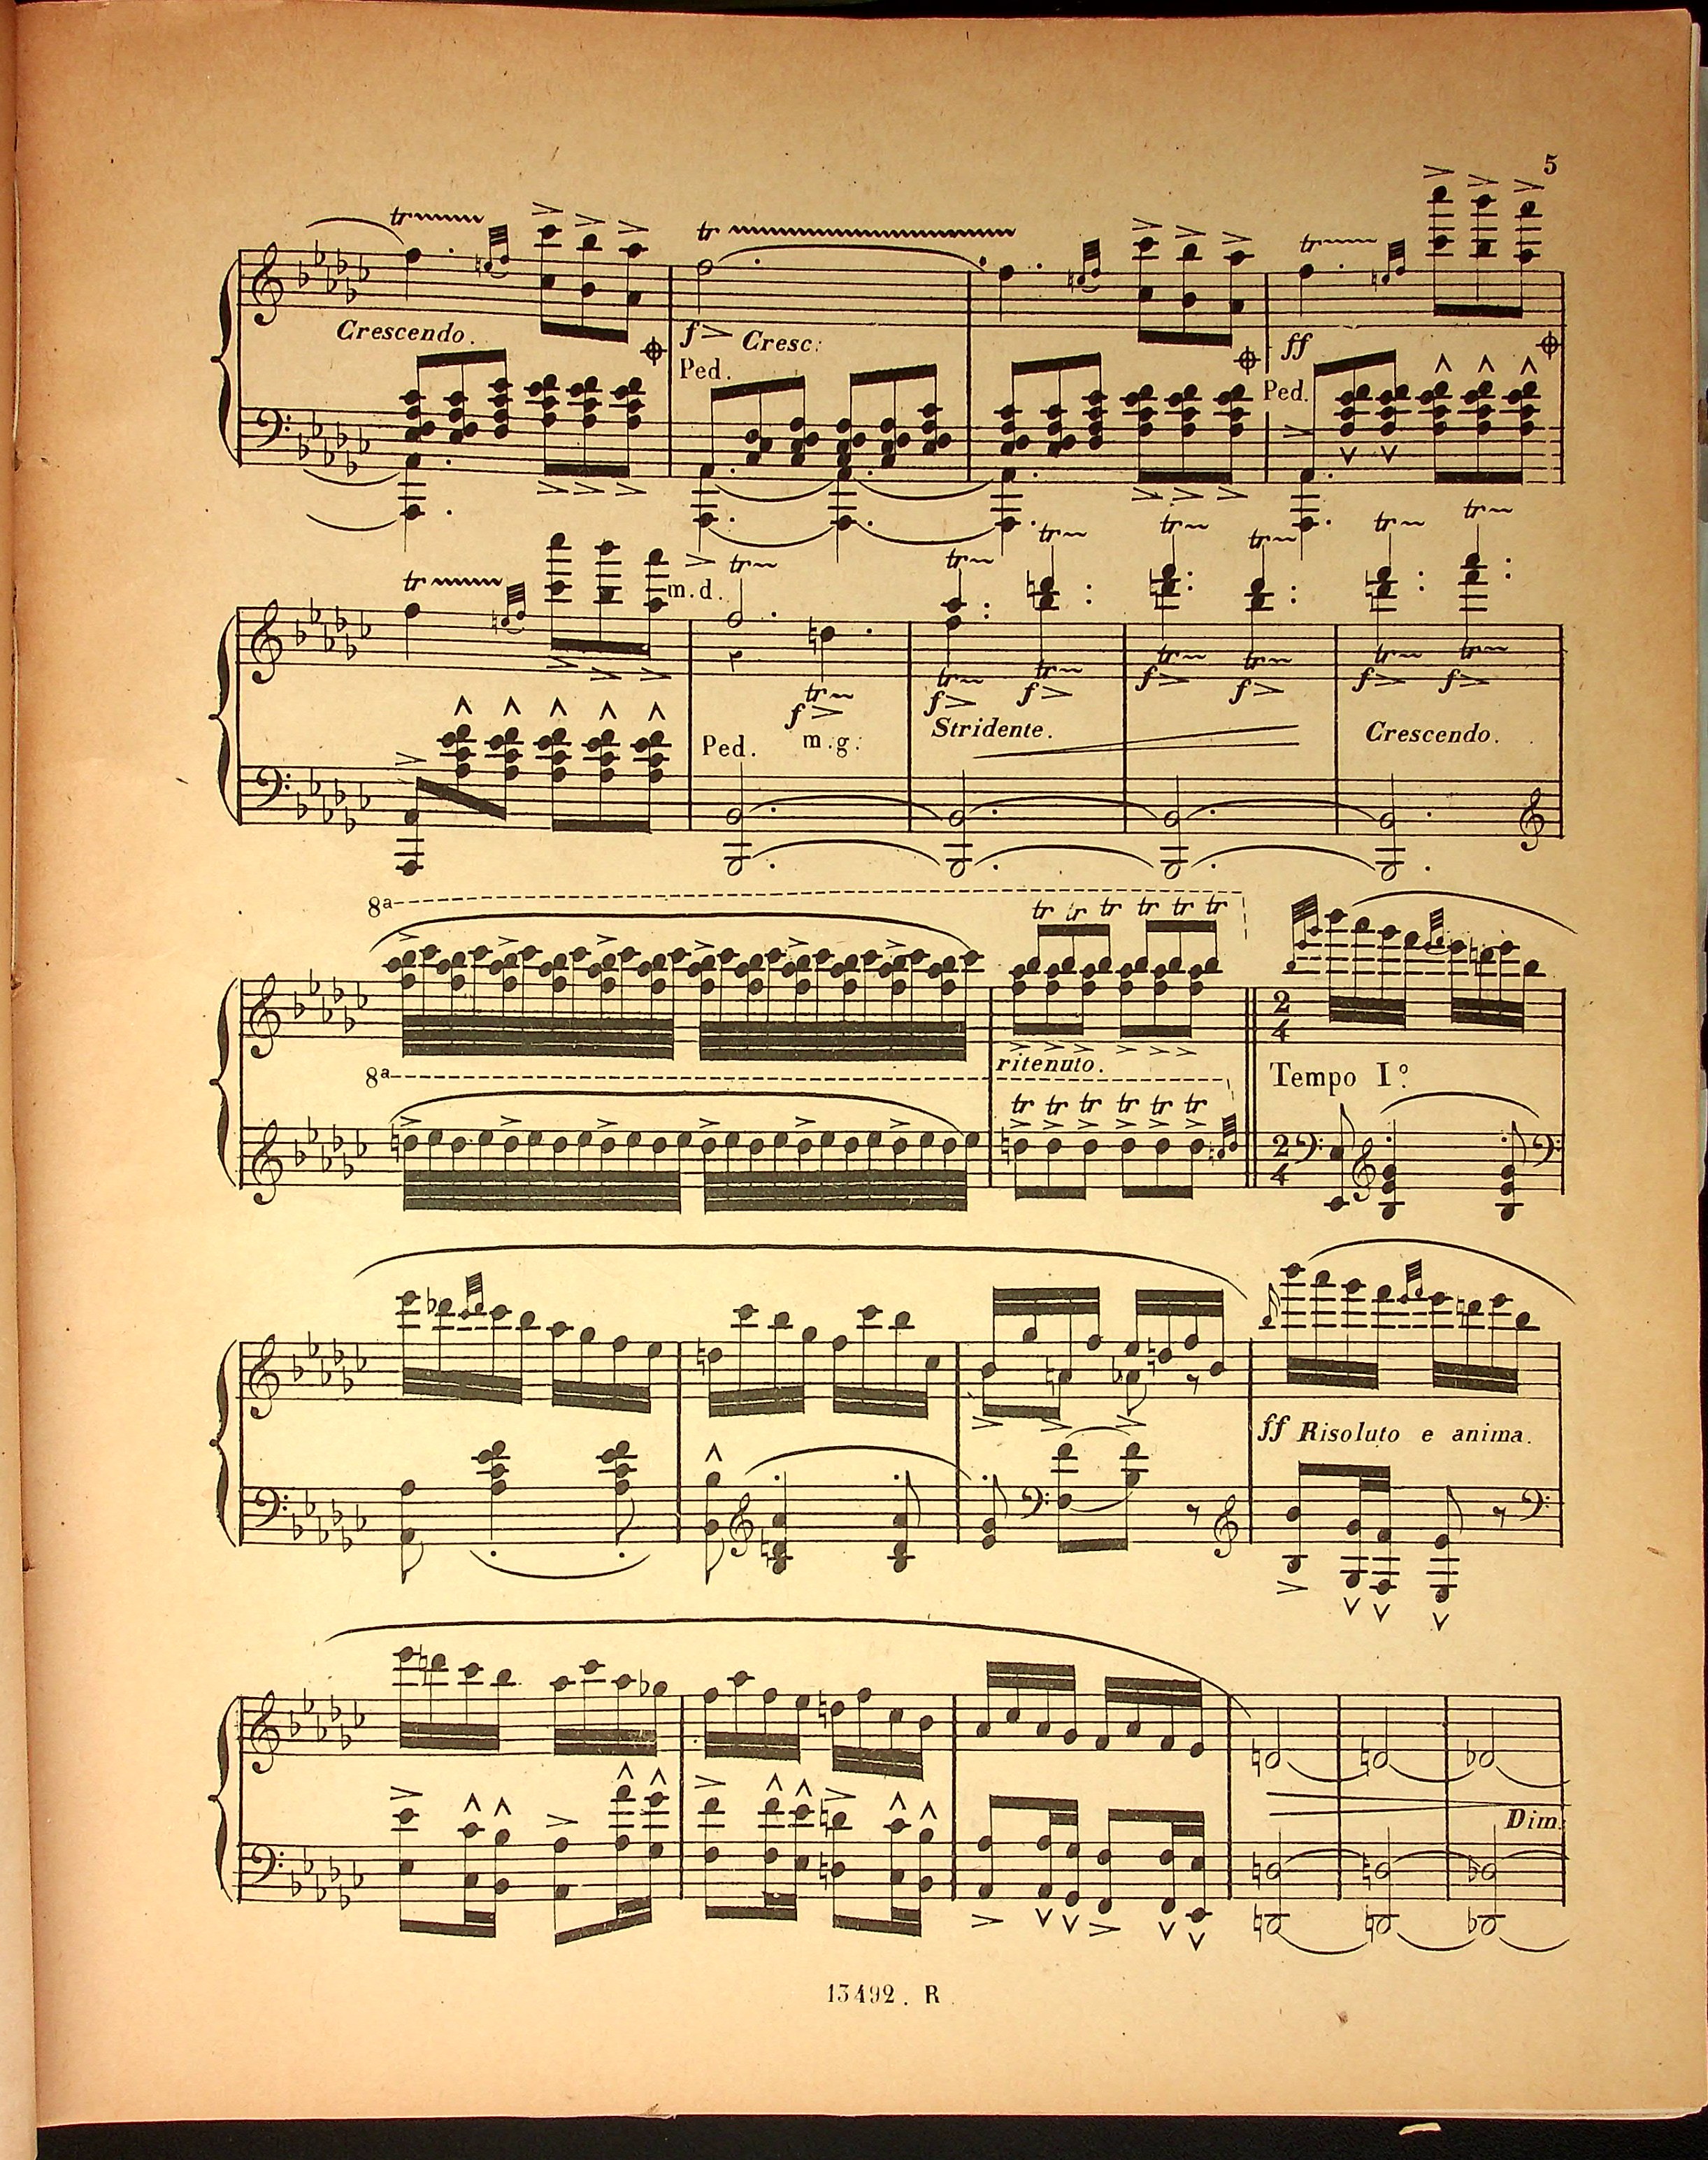 5
tr tr tr
Crescendo. f Cresc: ff
Ped. Ped.
tr m.d. tr tr tr tr tr tr tr
tr tr tr tr tr tr tr
f f f f f f f
Ped. m.g: Stridente. Crescendo.
8ª tr tr tr tr tr tr
2
4
ritenuto. Tempo I°.
8ª tr tr tr tr tr tr
2
4
ff Risoluto e anima.
Dim:
13492. R